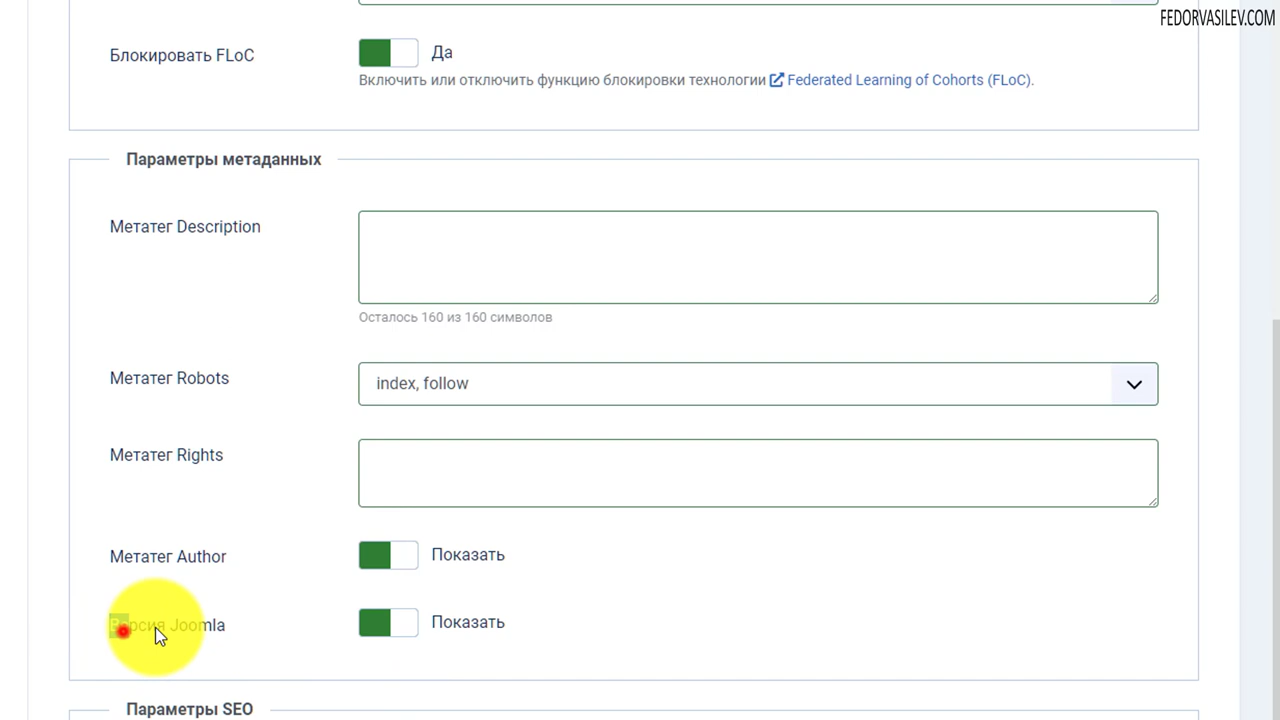 FEDORVASILEV.COM
Блокировать FLoC
Да
Включить или отключить функцию блокировки технологии Federated Learning of Cohorts (FLoC).
Параметры метаданных
Метатег Description
Осталось 160 из 160 символов
Метатег Robots
index, follow
Метатег Rights
Метатег Author
Показать
Версия Joomla
Показать
Параметры SEO